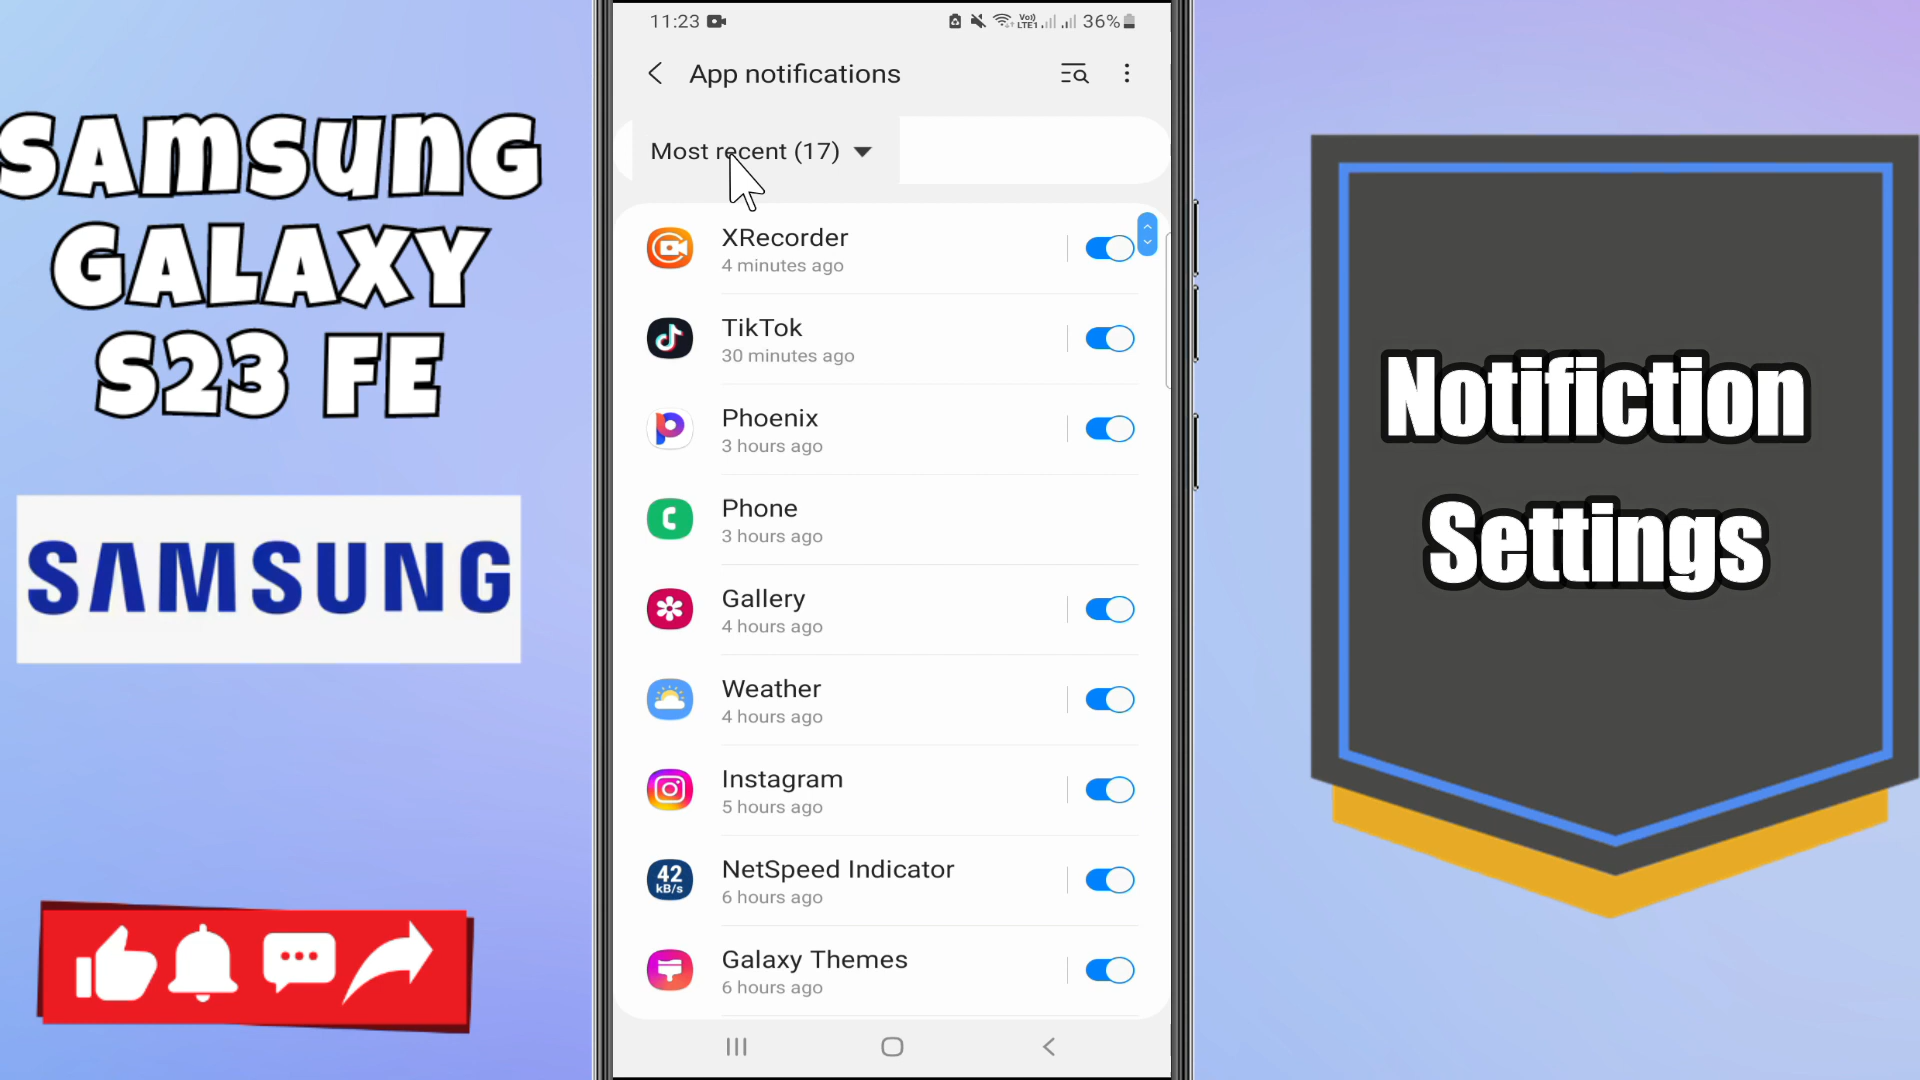 SAMSUNG
GALAXY
S23 FE
SAMSUNG
11:23
Vo))
LTE1
36%
App notifications
Most recent (17)
XRecorder
4 minutes ago
TikTok
30 minutes ago
Phoenix
3 hours ago
Phone
3 hours ago
Gallery
4 hours ago
Weather
4 hours ago
Instagram
5 hours ago
42
kB/s
NetSpeed Indicator
6 hours ago
Galaxy Themes
6 hours ago
Notifiction
Settings